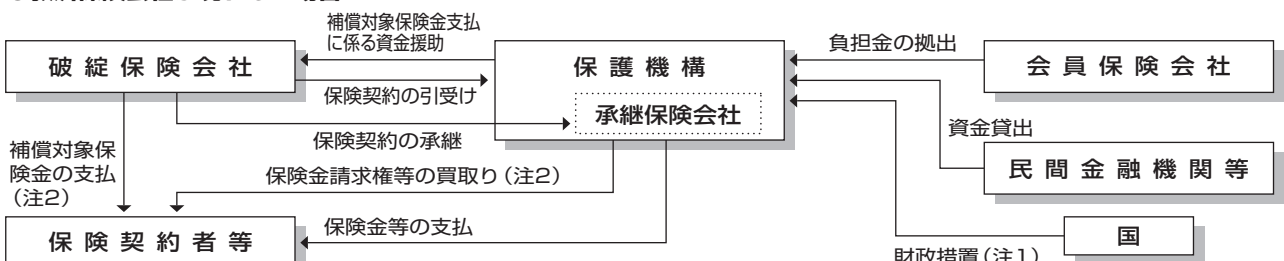 補償対象保険金支払
に係る資金援助
破綻保険会社
保護機構
負担金の拠出
会員保険会社
保険契約の引受け
承継保険会社
保険契約の承継
資金貸出
補償対象保
険金の支払
(注2)
保険金請求権等の買取り(注2)
民間金融機関等
保険契約者等
保険金等の支払
国
財政措置(注1)